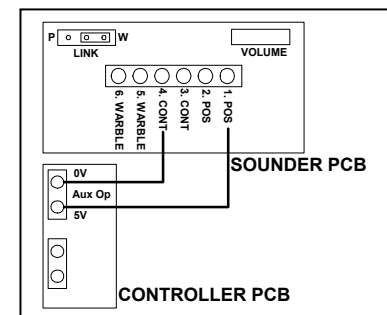 P W
LINK
VOLUME
6. WARBLE
5. WARBLE
4. CONT
3. CONT
2. POS
1. POS
SOUNDER PCB
0V
Aux Op
5V
CONTROLLER PCB